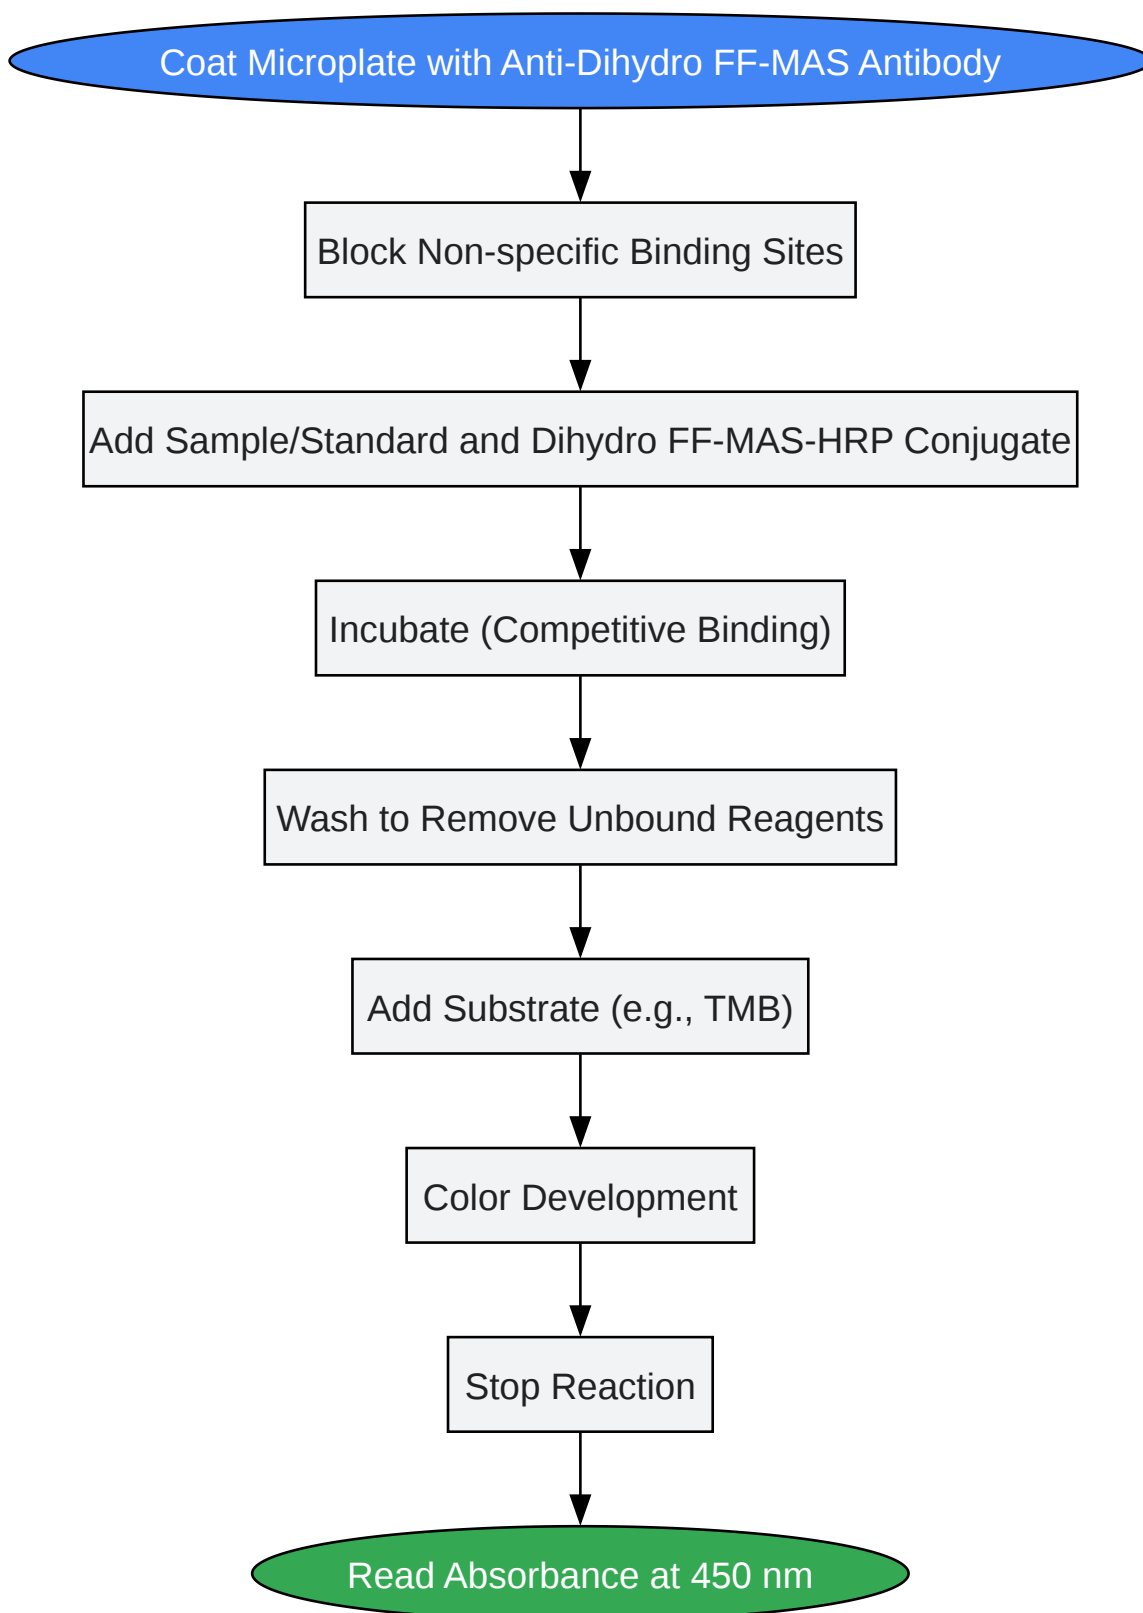 Coat Microplate with Anti-Dihydro FF-MAS Antibody
Block Non-specific Binding Sites
Add Sample/Standard and Dihydro FF-MAS-HRP Conjugate
Incubate (Competitive Binding)
Wash to Remove Unbound Reagents
Add Substrate (e.g., TMB)
Color Development
Stop Reaction
Read Absorbance at 450 nm